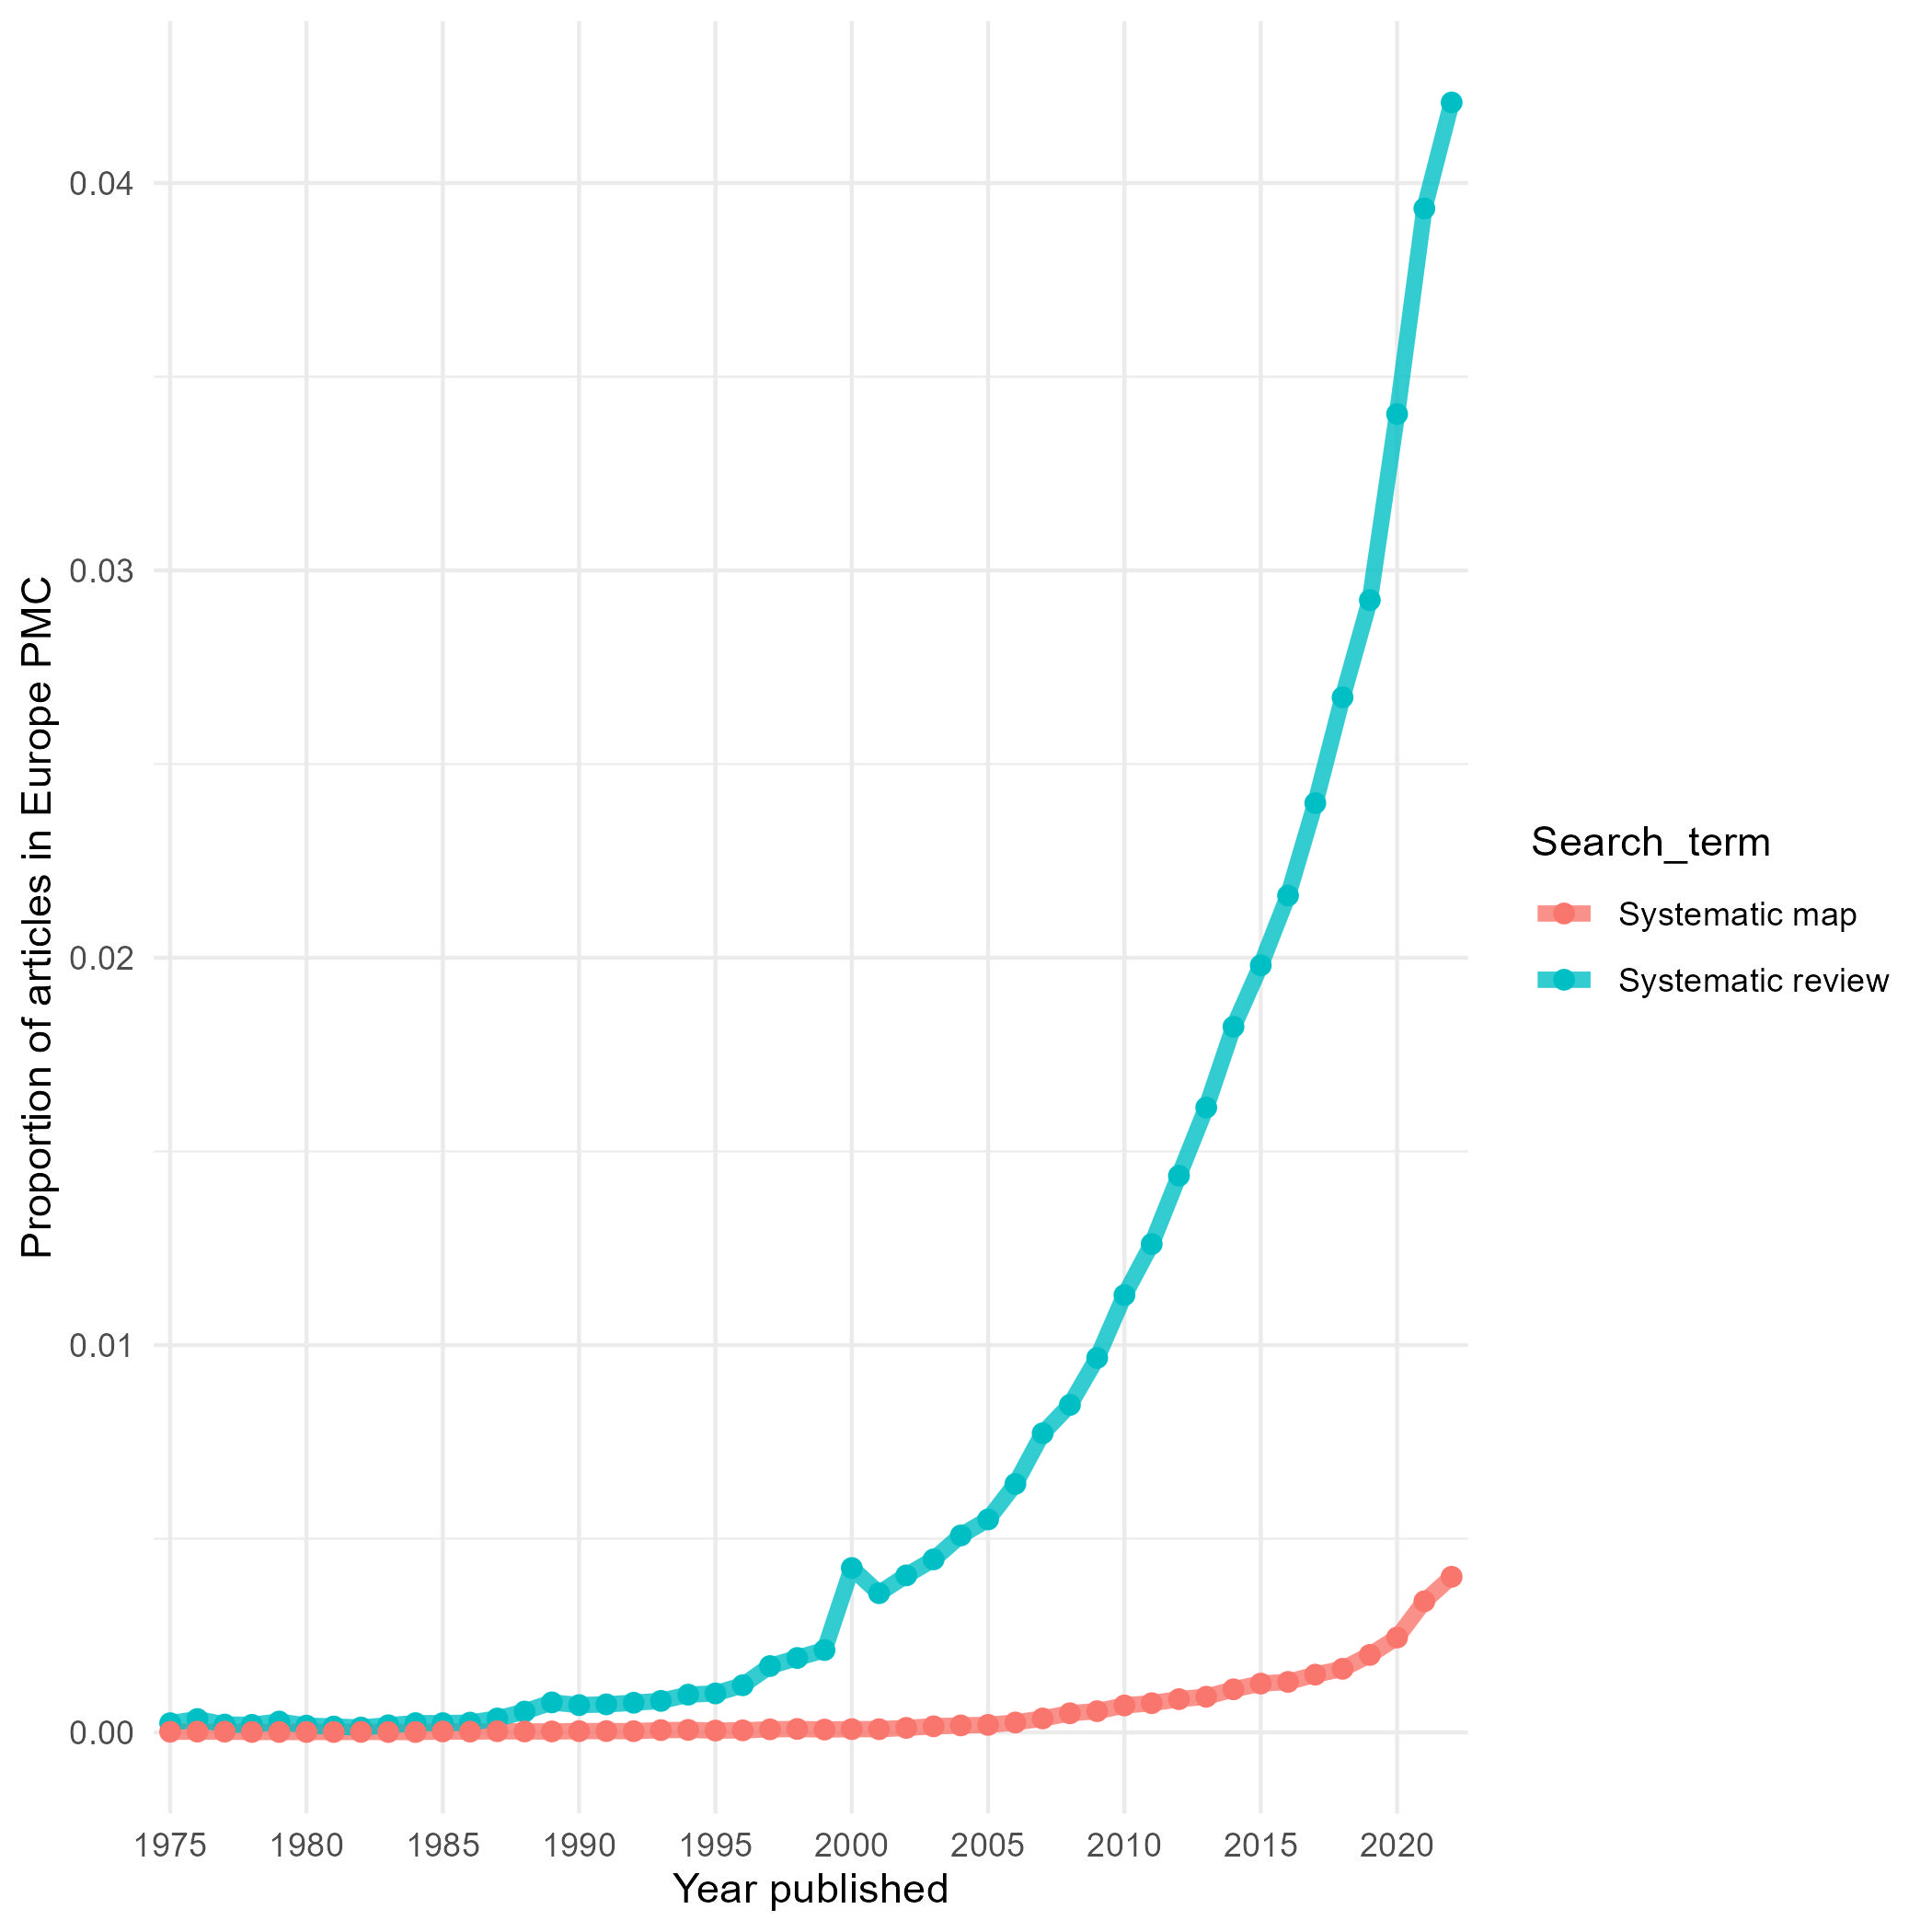 0.04
0.03
0.02
0.01
0.00
Proportion of articles in Europe PMC
1975 1980 1985 1990 1995 2000 2005 2010 2015 2020
Year published
Search_term
Systematic map
Systematic review